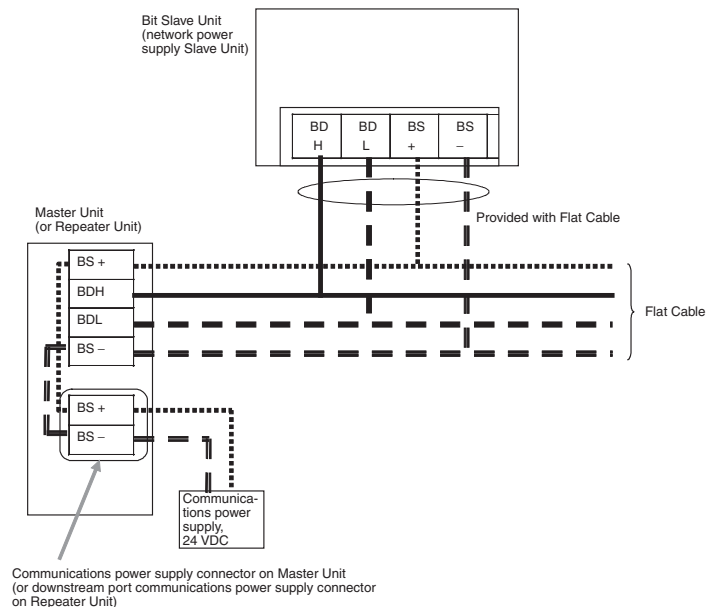 Bit Slave Unit
(network power
supply Slave Unit)
BD
H
BD
L
BS
+
BS
–
Provided with Flat Cable
Master Unit
(or Repeater Unit)
BS +
BDH
BDL
BS –
Flat Cable
BS +
BS –
Communica-
tions power
supply,
24 VDC
Communications power supply connector on Master Unit
(or downstream port communications power supply connector
on Repeater Unit)